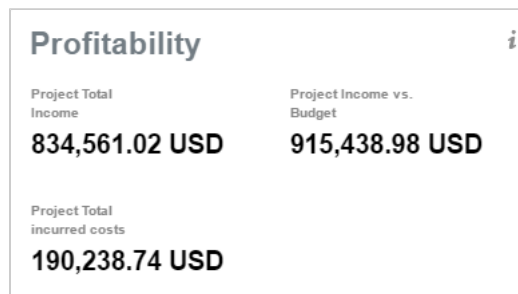 Profitability
i
Project Total
Income
834,561.02 USD
Project Income vs.
Budget
915,438.98 USD
Project Total
incurred costs
190,238.74 USD